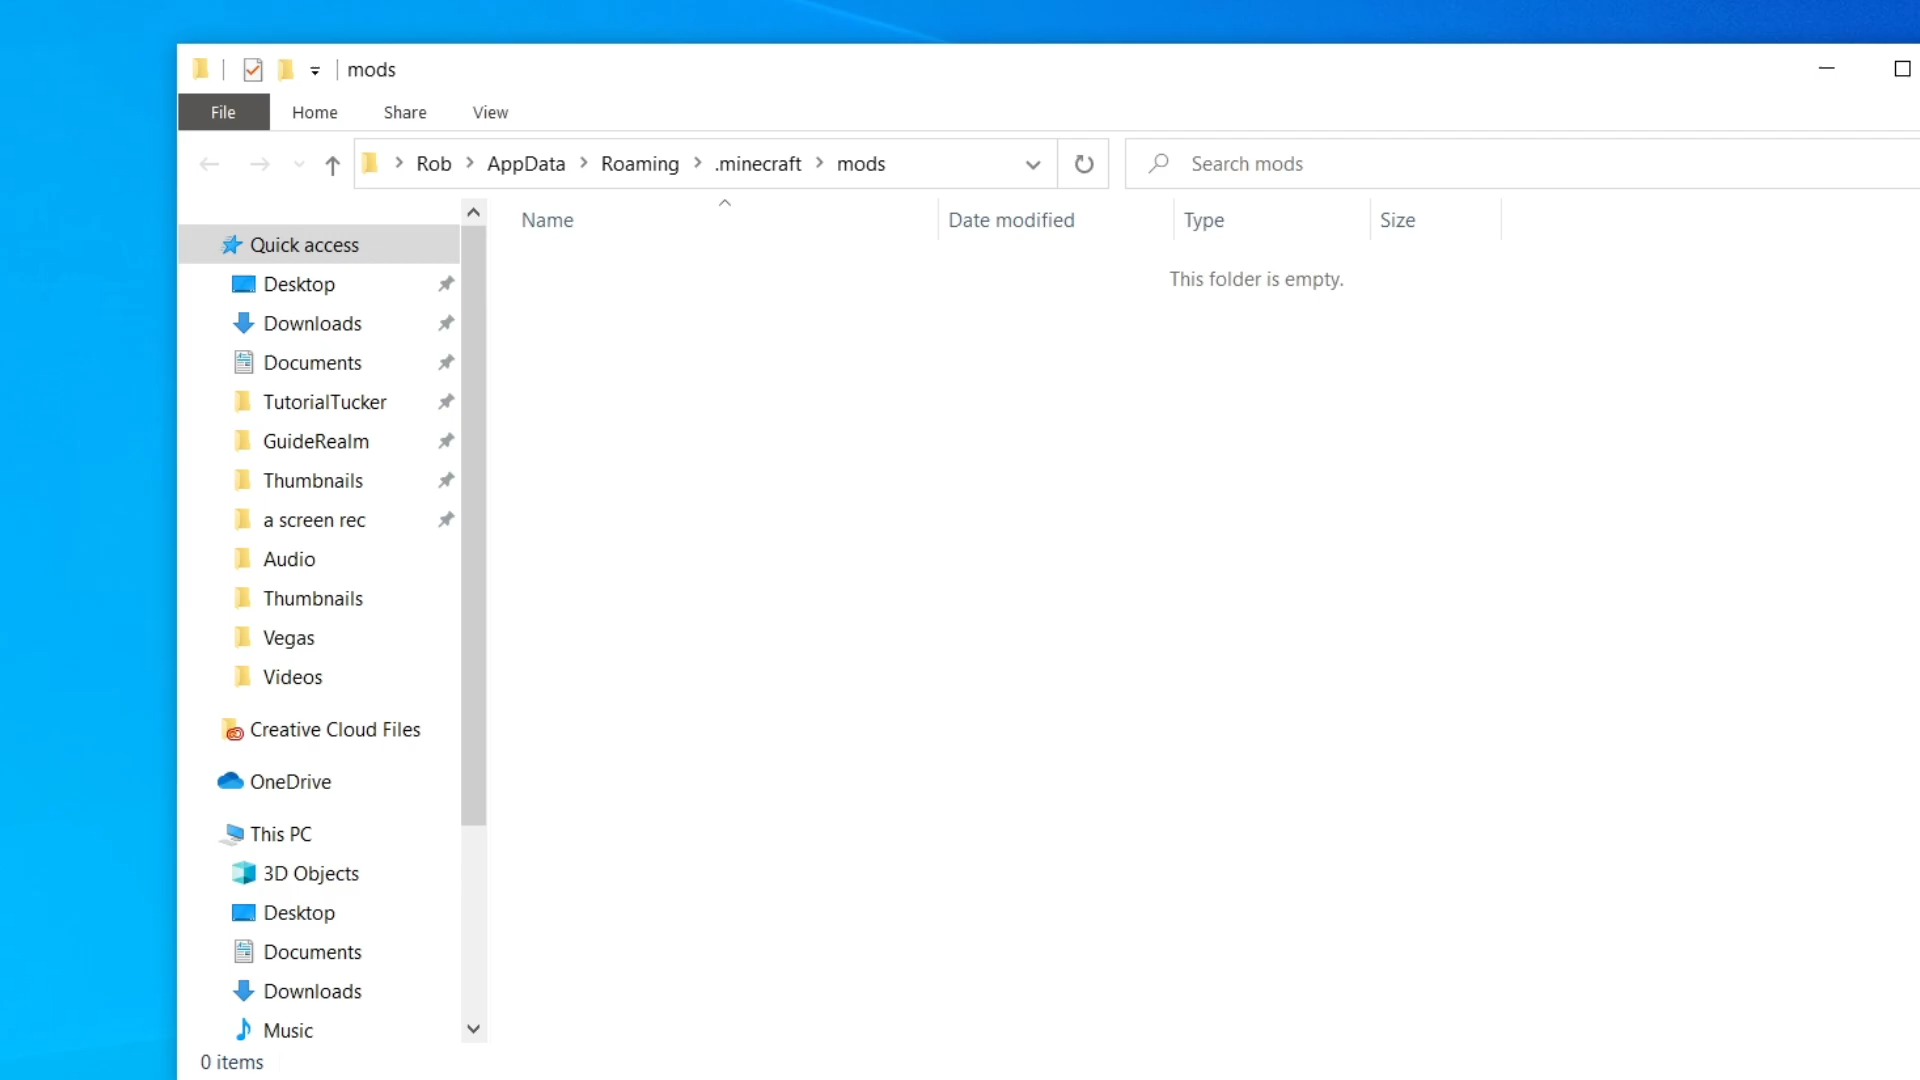 mods
File Home Share View
Rob AppData Roaming .minecraft mods
Search mods
Name Date modified Type Size
This folder is empty.
Quick access
Desktop
Downloads
Documents
TutorialTucker
GuideRealm
Thumbnails
a screen rec
Audio
Thumbnails
Vegas
Videos
Creative Cloud Files
OneDrive
This PC
3D Objects
Desktop
Documents
Downloads
Music
0 items